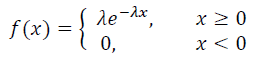 f(x) = { λe^{-λx}, x ≥ 0
0, x < 0